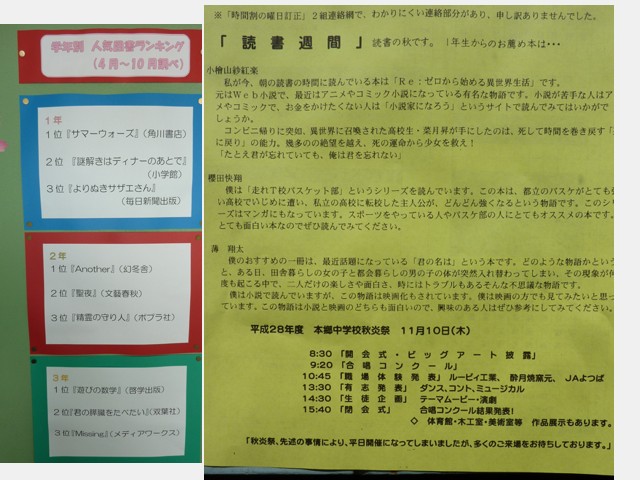 学年別 人気図書ランキング
(4月～10月調べ)
1年
1位『サマーウォーズ』(角川書店)
2位 『謎解きはディナーのあとで』
(小学館)
3位『よりぬきサザエさん』
(毎日新聞出版)
2年
1位『Another』(幻冬舎)
2位『聖夜』(文藝春秋)
3位『精霊の守り人』(ポプラ社)
3年
1位『遊びの数学』(啓学出版)
2位『君の膵臓をたべたい』(双葉社)
3位『Missing』(メディアワークス)
※「時間割の曜日訂正」2組連絡網で、わかりにくい連絡部分があり、申し訳ありませんでした。
「読書週間」読書の秋です。1年生からのお薦め本は・・・
小檜山紗紅楽
私が今、朝の読書の時間に読んでいる本は「Re:ゼロから始める異世界生活」です。
元はWeb小説で、最近はアニメやコミック小説になっている有名な物語です。小説が苦手な人はア
メやコミックで、お金をかけたくない人は「小説家になろう」というサイトで読んでみてはいかがで
しょうか。
コンビニ帰りに突如、異世界に召喚された高校生・菜月昇が手にしたのは、死して時間を巻き戻す「
に戻り」の能力。幾多の絶望を越え、死の運命から少女を救え!
「たとえ君が忘れていても、俺は君を忘れない」
櫻田快翔
僕は「走れT校バスケット部」というシリーズを読んでいます。この本は、都立のバスケがとても
い高校でいじめに遭い、私立の高校に転校した主人公が、どんどん強くなるという物語です。このシリ
ーズはマンガにもなっています。スポーツをやっている人やバスケ部の人にとてもオススメの本です。
とても面白い本なのでぜひ読んでみてください。
薄 翔太
僕のおすすめの一冊は、最近話題になっている「君の名は」という本です。どのような物語かという
と、ある日、田舎暮らしの女の子と都会暮らしの男の子の体が突然入れ替わってしまい、その現象が何
度も起こる中で、二人だけの楽しさや面白さ、時にはトラブルもあるそんな不思議な物語です。
僕は小説で読んでいますが、この物語は映画化もされています。僕は映画の方でも見てみたいと思っ
ています。この物語は小説と映画のどちらも面白いので、興味のある人はぜひ参考にしてみてください。
平成28年度 本郷中学校秋炎祭 11月10日(木)
8:30 「開会式・ビッグアート披露」
9:20 「合唱コンクール」
10:45 「職場体験発表」 ルービィ工業、酔月焼窯元、JAよつば
13:30 「有志発表」 ダンス、コント、ミュージカル
14:30 「生徒企画」 テーマムービー・演劇
15:40 「閉会式」 合唱コンクール結果発表!
◇ 体育館・木工室・美術室等 作品展示もあります。
「秋炎祭、先述の事情により、平日開催になってしまいましたが、多くのご来場をお待ちしております。」